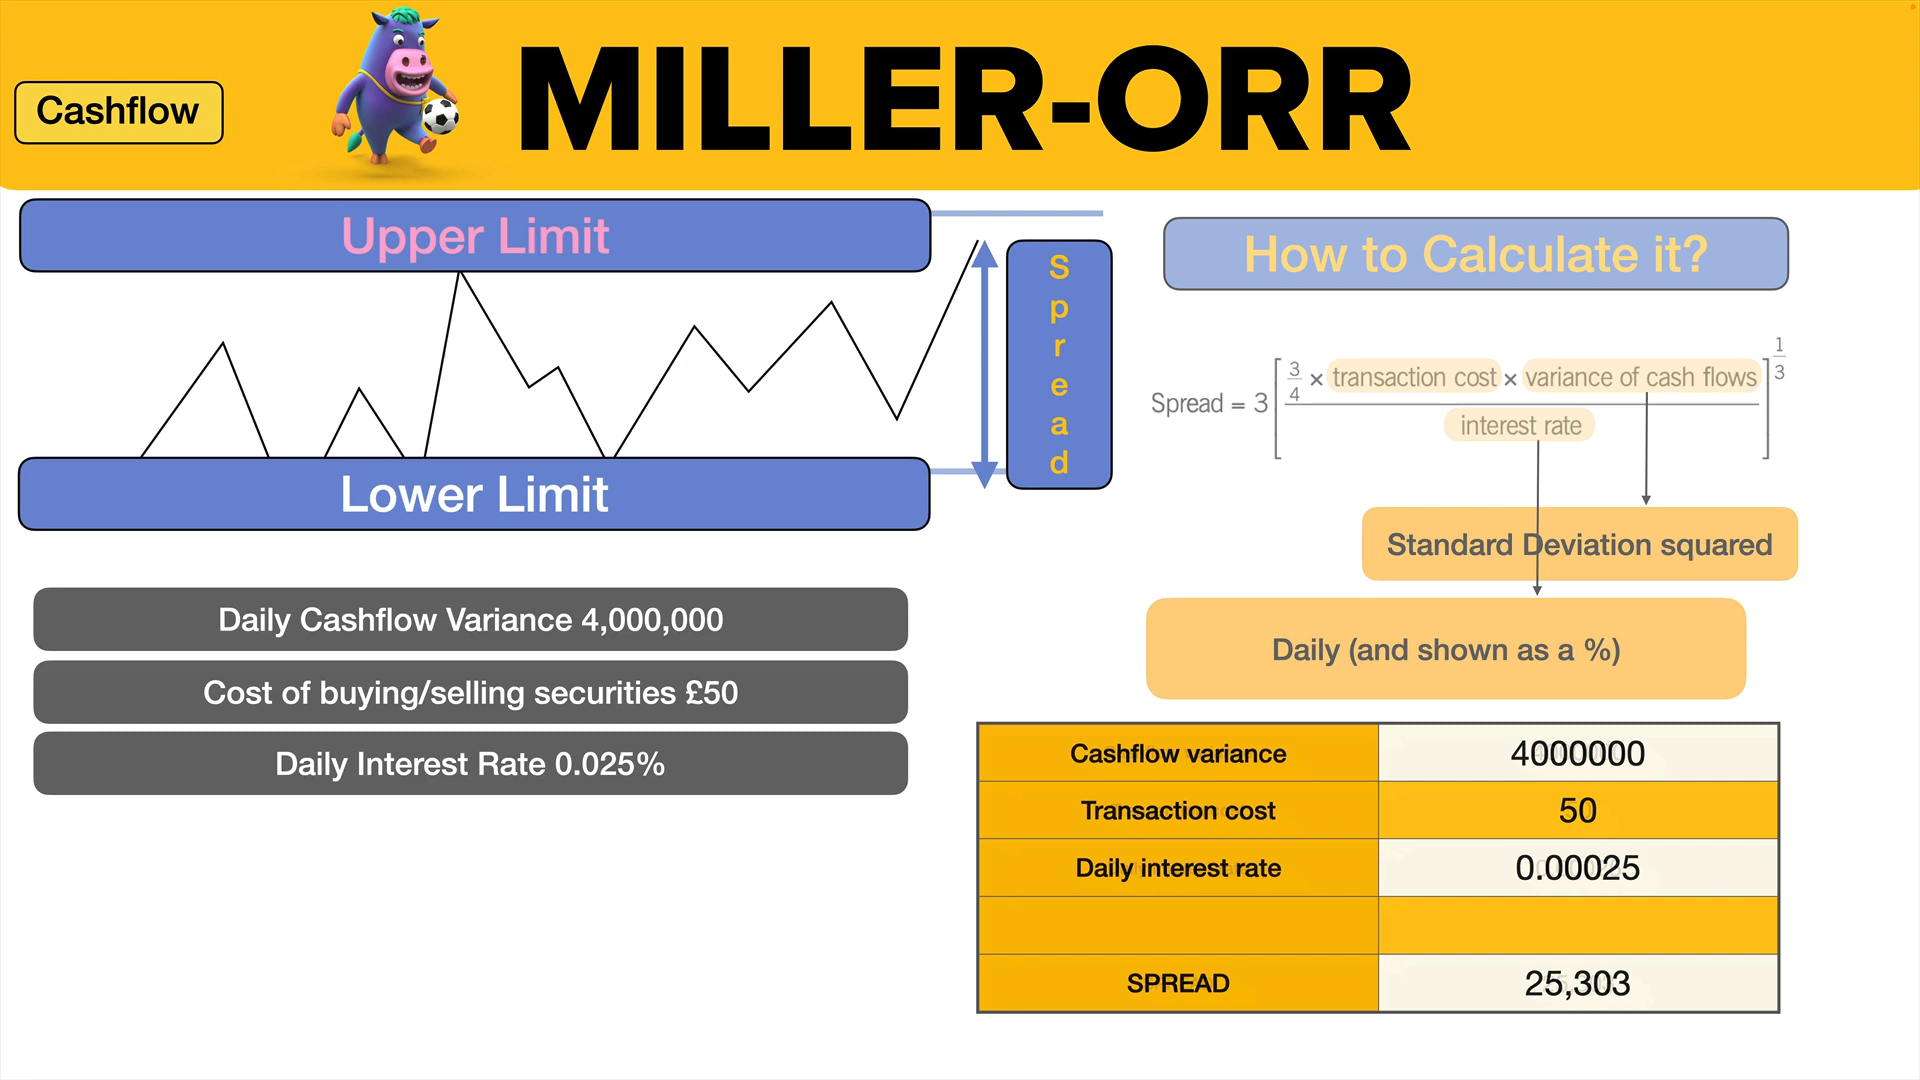 Cashflow
MILLER-ORR
Upper Limit
Spread
Lower Limit
How to Calculate it?
Spread = 3 [ 3/4 × transaction cost × variance of cash flows / interest rate ] 1/3
Standard Deviation squared
Daily (and shown as a %)
Daily Cashflow Variance 4,000,000
Cost of buying/selling securities £50
Daily Interest Rate 0.025%
Cashflow variance 4000000
Transaction cost 50
Daily interest rate 0.00025
SPREAD 25,303